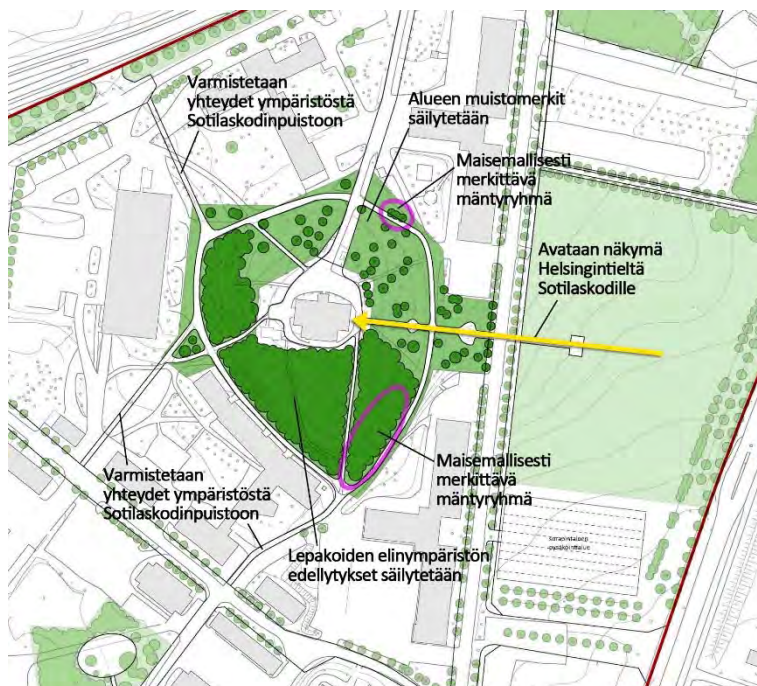 Varmistetaan
yhteydet ympäristöstä
Sotilaskodinpuistoon
Alueen muistomerkit
säilytetään
Maisemallisesti
merkittävä
mäntyryhmä
Avataan näkymä
Helsingintieltä
Sotilaskodille
Varmistetaan
yhteydet ympäristöstä
Sotilaskodinpuistoon
Maisemallisesti
merkittävä
mäntyryhmä
Lepakoiden elinympäristön
edellytykset säilytetään